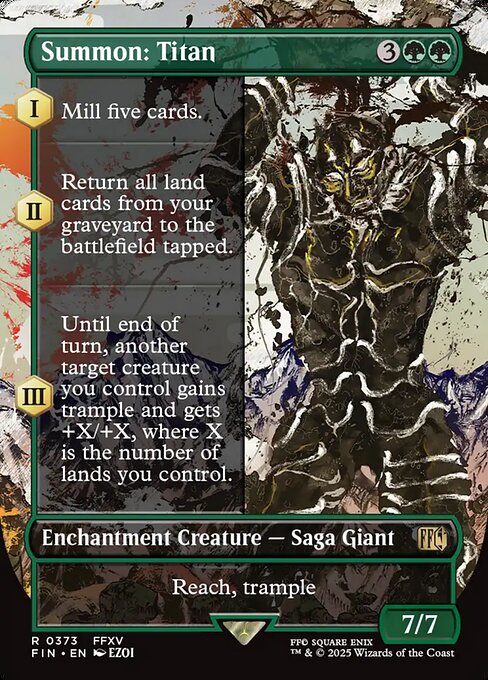 Summon: Titan
3
I
Mill five cards.
II
Return all land
cards from your
graveyard to the
battlefield tapped.
III
Until end of
turn, another
target creature
you control gains
trample and gets
+X/+X, where X
is the number of
lands you control.
Enchantment Creature — Saga Giant
FF
Reach, trample
7/7
R 0373 FFXV
FIN • EN EZOI
FF© SQUARE ENIX
™ & © 2025 Wizards of the Coast